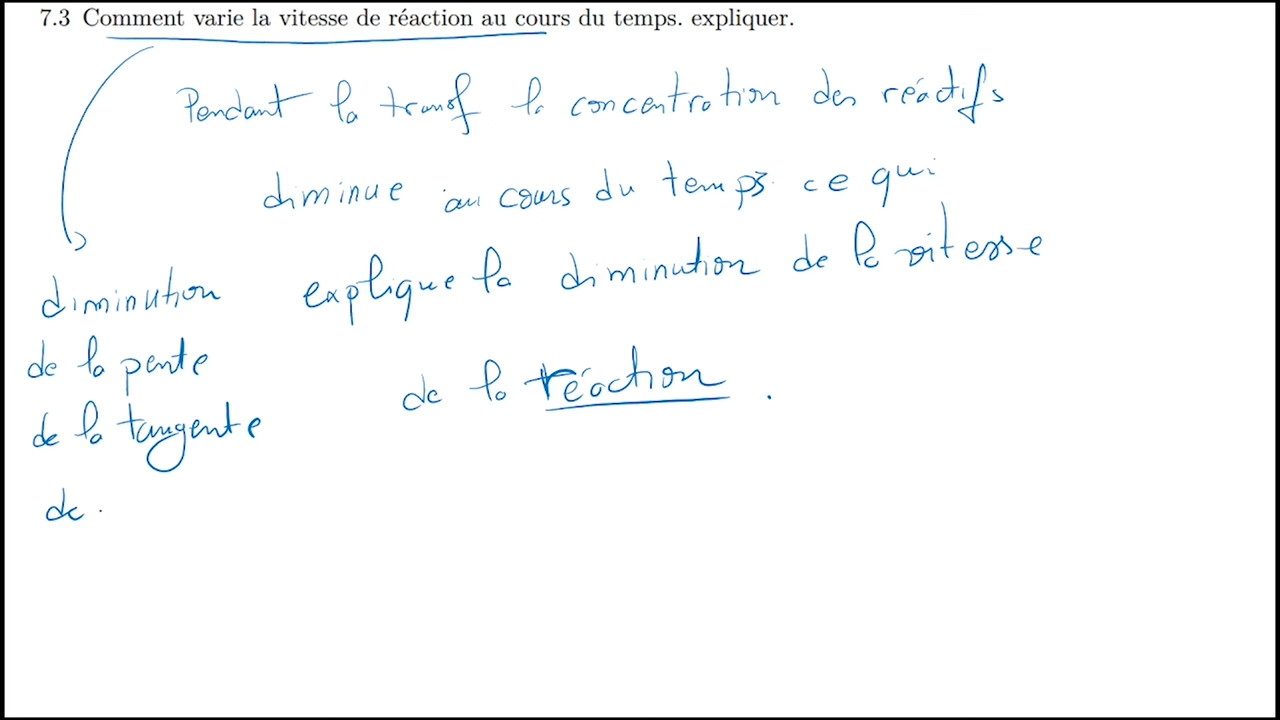 7.3 Comment varie la vitesse de réaction au cours du temps. expliquer.
Pendant la transf la concentration des réactifs
diminue au cours du temps ce qui
explique la diminution de la vitesse
de la réaction.
diminution
de la pente
de la tangente
de